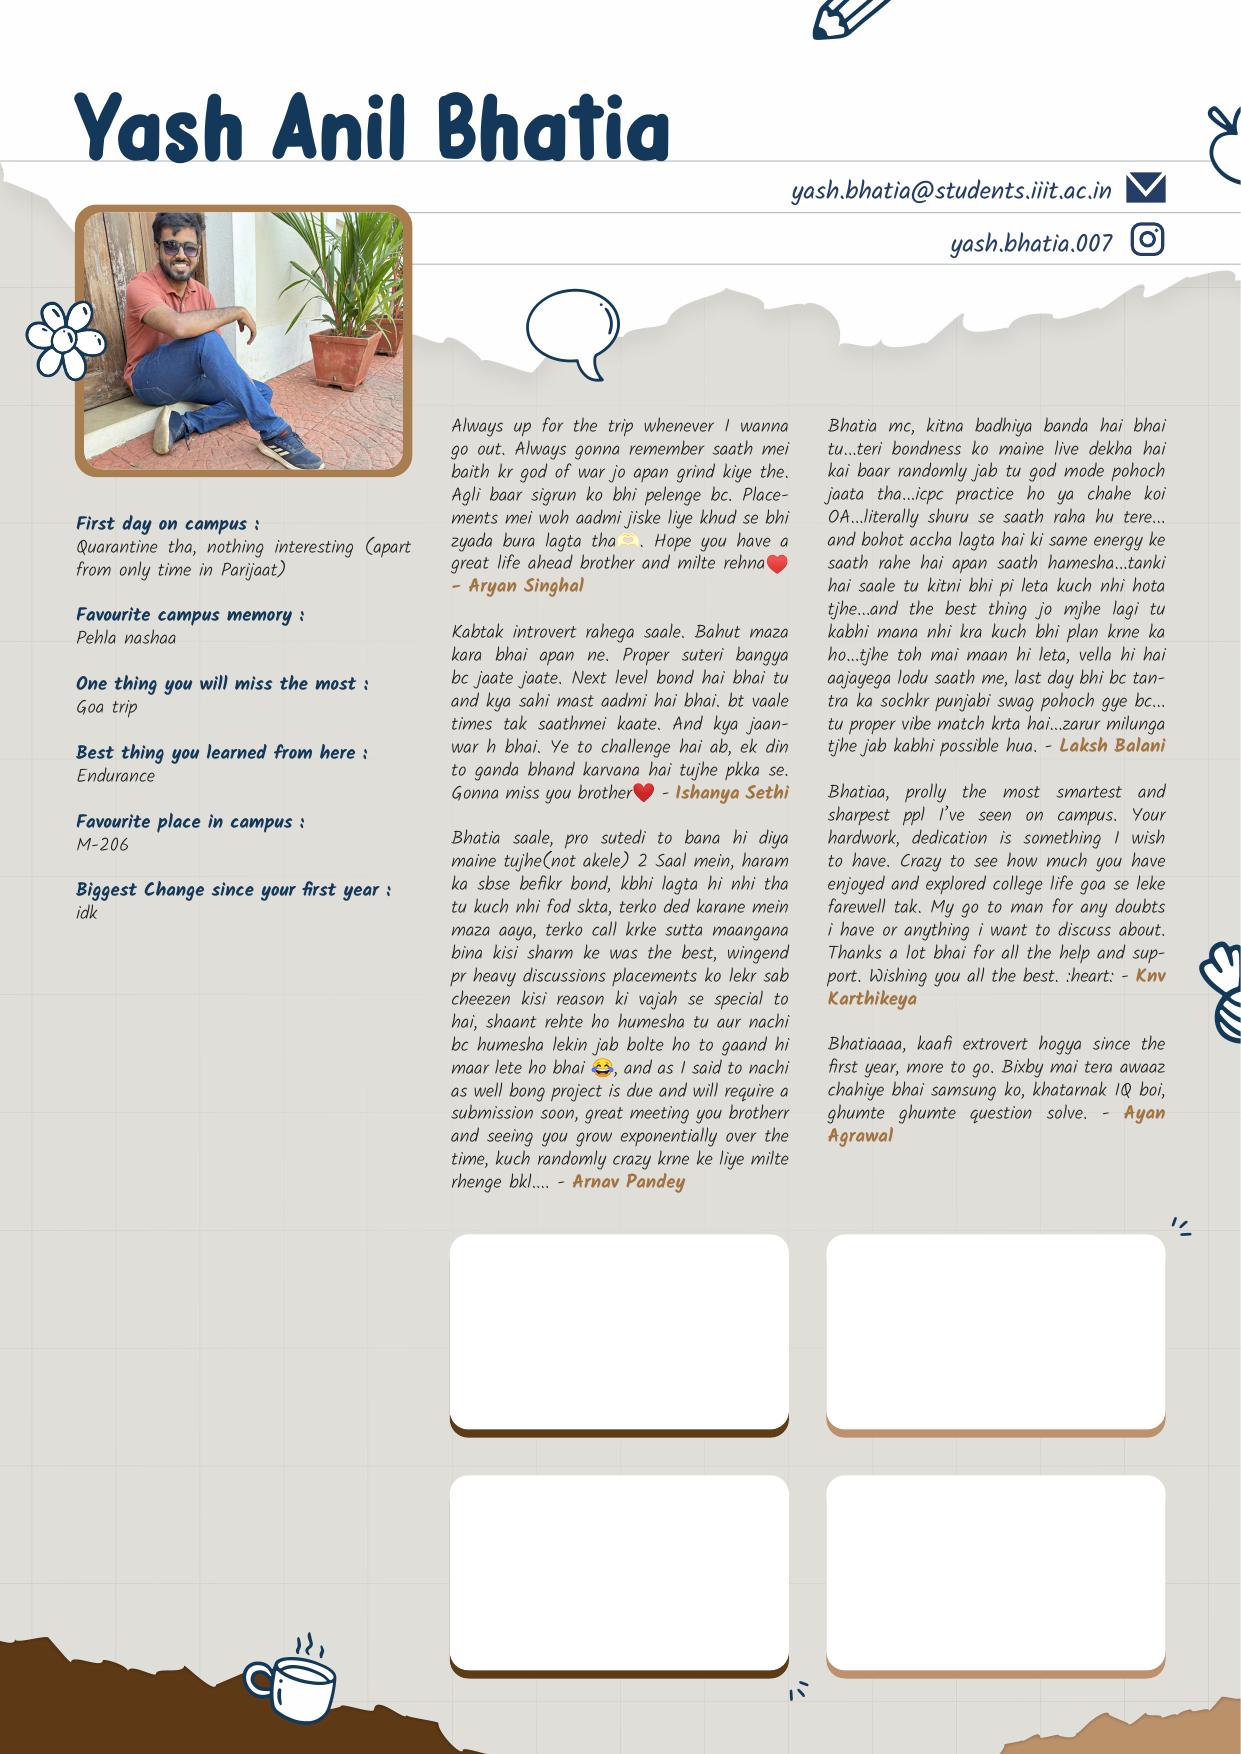 Yash Anil Bhatia
yash.bhatia@students.iiit.ac.in
yash.bhatia.007
First day on campus :
Quarantine tha, nothing interesting (apart
from only time in Parijaat)
Favourite campus memory :
Pehla nashaa
One thing you will miss the most :
Goa trip
Best thing you learned from here :
Endurance
Favourite place in campus :
M-206
Biggest Change since your first year :
idk
Always up for the trip whenever I wanna
go out. Always gonna remember saath mei
baith kr god of war jo apan grind kiye the.
Agli baar sigrun ko bhi pelenge bc. Place-
ments mei woh aadmi jiske liye khud se bhi
zyada bura lagta tha🫶. Hope you have a
great life ahead brother and milte rehna❤️
- Aryan Singhal
Kabtak introvert rahega saale. Bahut maza
kara bhai apan ne. Proper suteri bangya
bc jaate jaate. Next level bond hai bhai tu
and kya sahi mast aadmi hai bhai. bt vaale
times tak saathmei kaate. And kya jaan-
war h bhai. Ye to challenge hai ab, ek din
to ganda bhand karvana hai tujhe pkka se.
Gonna miss you brother❤️ - Ishanya Sethi
Bhatia saale, pro sutedi to bana hi diya
maine tujhe(not akele) 2 Saal mein, haram
ka sbse befikr bond, kbhi lagta hi nhi tha
tu kuch nhi fod skta, terko ded karane mein
maza aaya, terko call krke sutta maangana
bina kisi sharm ke was the best, wingend
pr heavy discussions placements ko lekr sab
cheezen kisi reason ki vajah se special to
hai, shaant rehte ho humesha tu aur nachi
bc humesha lekin jab bolte ho to gaand hi
maar lete ho bhai 😂, and as I said to nachi
as well bong project is due and will require a
submission soon, great meeting you brotherr
and seeing you grow exponentially over the
time, kuch randomly crazy krne ke liye milte
rhenge bkl.... - Arnav Pandey
Bhatia mc, kitna badhiya banda hai bhai
tu...teri bondness ko maine live dekha hai
kai baar randomly jab tu god mode pohoch
jaata tha...icpc practice ho ya chahe koi
OA...literally shuru se saath raha hu tere...
and bohot accha lagta hai ki same energy ke
saath rahe hai apan saath hamesha...tanki
hai saale tu kitni bhi pi leta kuch nhi hota
tjhe...and the best thing jo mjhe lagi tu
kabhi mana nhi kra kuch bhi plan krne ka
ho...tjhe toh mai maan hi leta, vella hi hai
aajayega lodu saath me, last day bhi bc tan-
tra ka sochkr punjabi swag pohoch gye bc...
tu proper vibe match krta hai...zarur milunga
tjhe jab kabhi possible hua. - Laksh Balani
Bhatiaa, prolly the most smartest and
sharpest ppl I've seen on campus. Your
hardwork, dedication is something I wish
to have. Crazy to see how much you have
enjoyed and explored college life goa se leke
farewell tak. My go to man for any doubts
i have or anything i want to discuss about.
Thanks a lot bhai for all the help and sup-
port. Wishing you all the best. :heart: - Knv
Karthikeya
Bhatiaaaa, kaafi extrovert hogya since the
first year, more to go. Bixby mai tera awaaz
chahiye bhai samsung ko, khatarnak IQ boi,
ghumte ghumte question solve. - Ayan
Agrawal